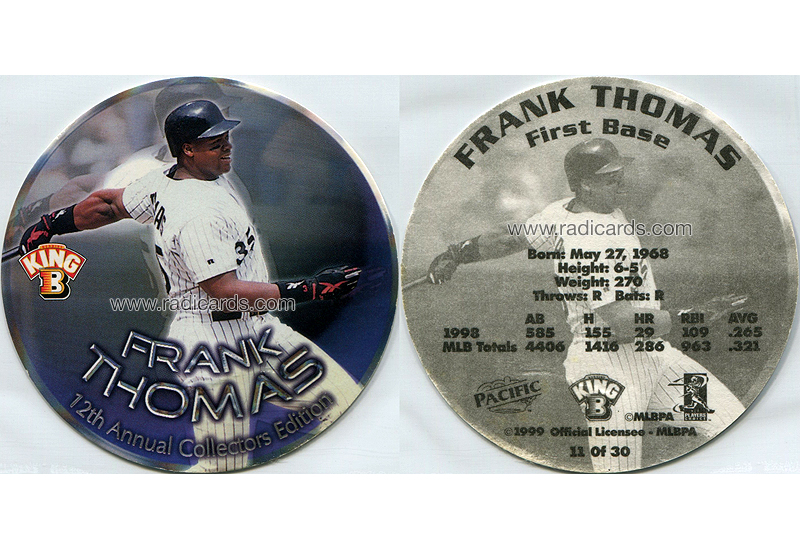 KING
B
www.radicards.com
FRANK
THOMAS
12th Annual Collectors Edition
35
FRANK THOMAS
First Base
www.radicards.com
Born: May 27, 1968
Height: 6-5
Weight: 270
Throws: R Bats: R
AB H HR RBI AVG
1998 585 155 29 109 .265
MLB Totals 4406 1416 286 963 .321
PACIFIC
KING
B
©MLBPA
PLAYERS
©1999 Official Licensee - MLBPA
11 of 30